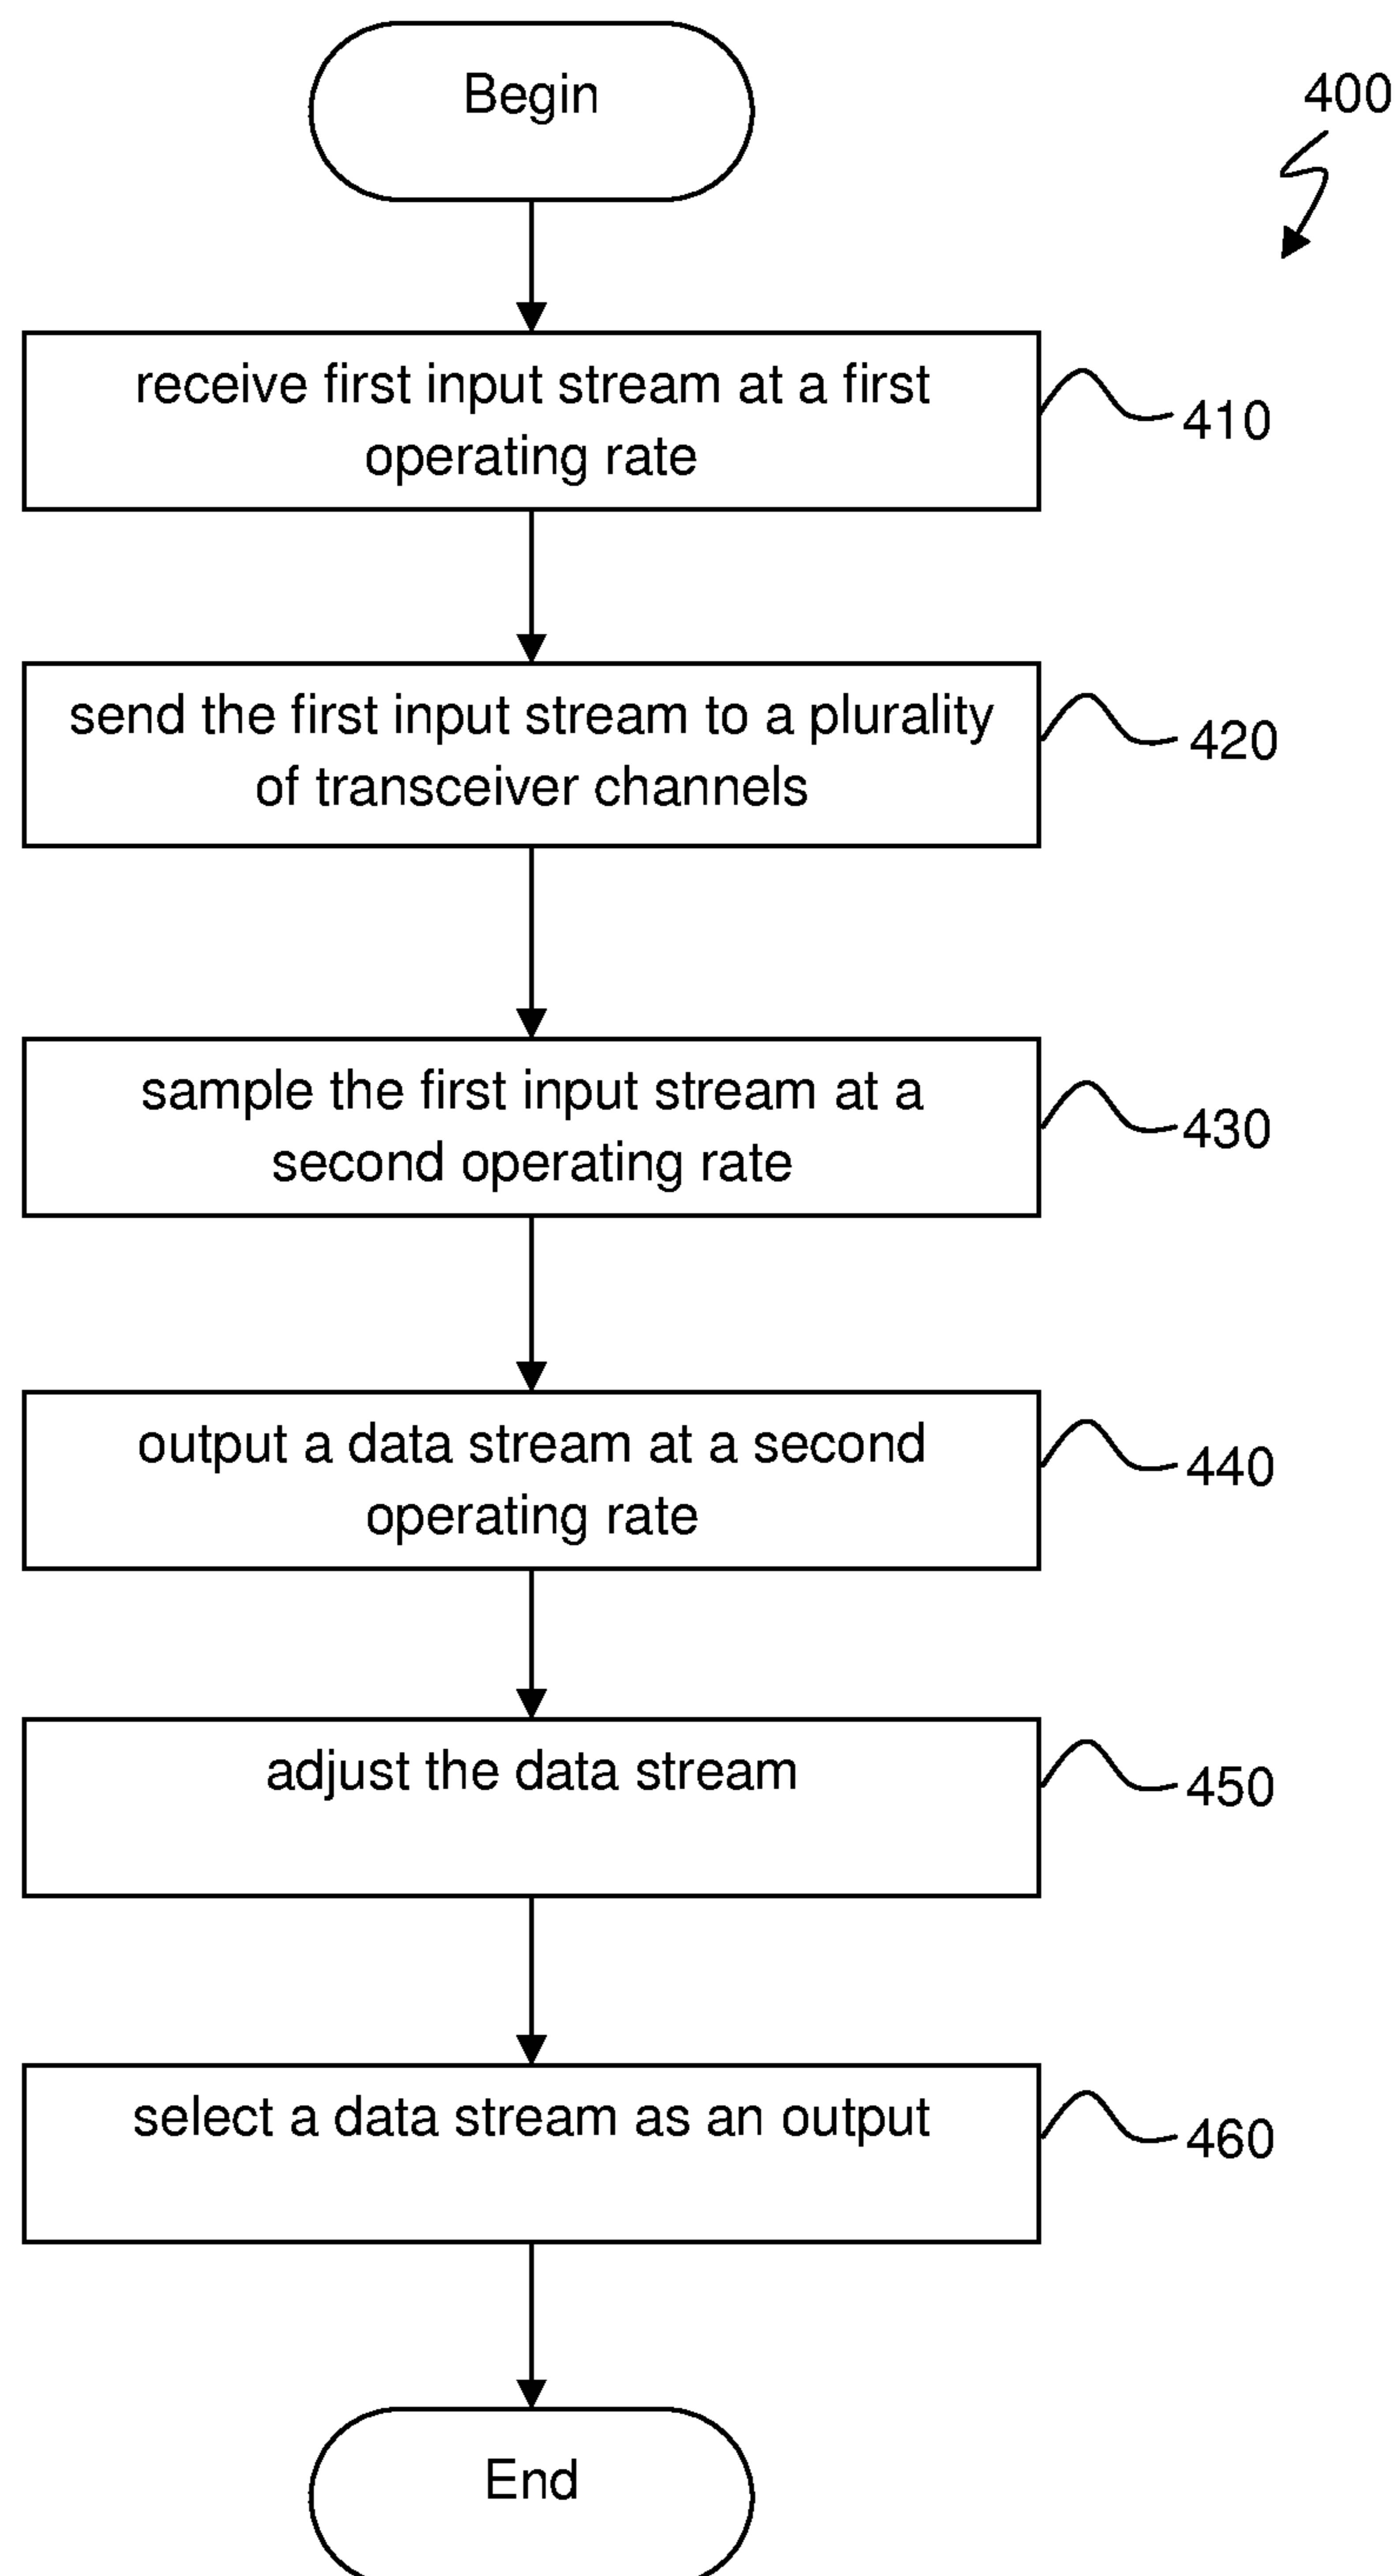 Begin
400
receive first input stream at a first
operating rate
410
send the first input stream to a plurality
of transceiver channels
420
sample the first input stream at a
second operating rate
430
output a data stream at a second
operating rate
440
adjust the data stream
450
select a data stream as an output
460
End